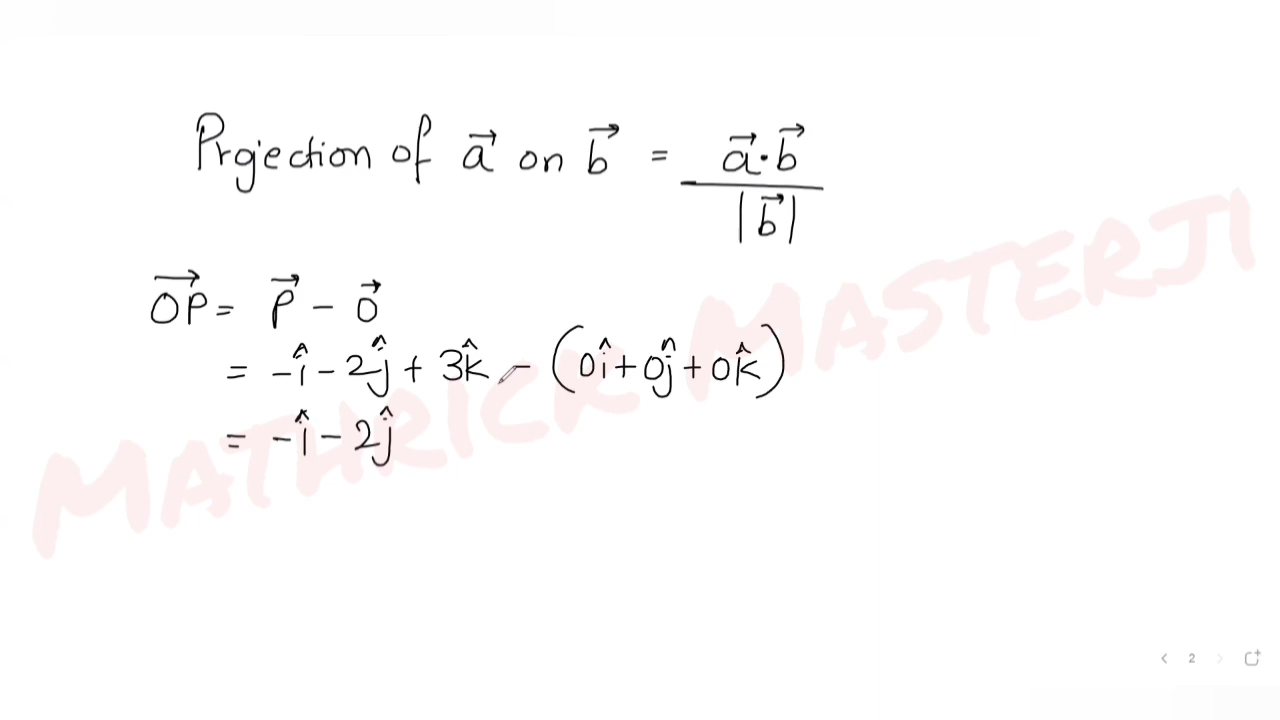 Projection of a⃗ on b⃗ = a⃗·b⃗ / |b⃗|
OP⃗ = P⃗ − O⃗
= −î − 2ĵ + 3k̂ − (0î + 0ĵ + 0k̂)
= −î − 2ĵ
MATHRICK MASTERJI
2